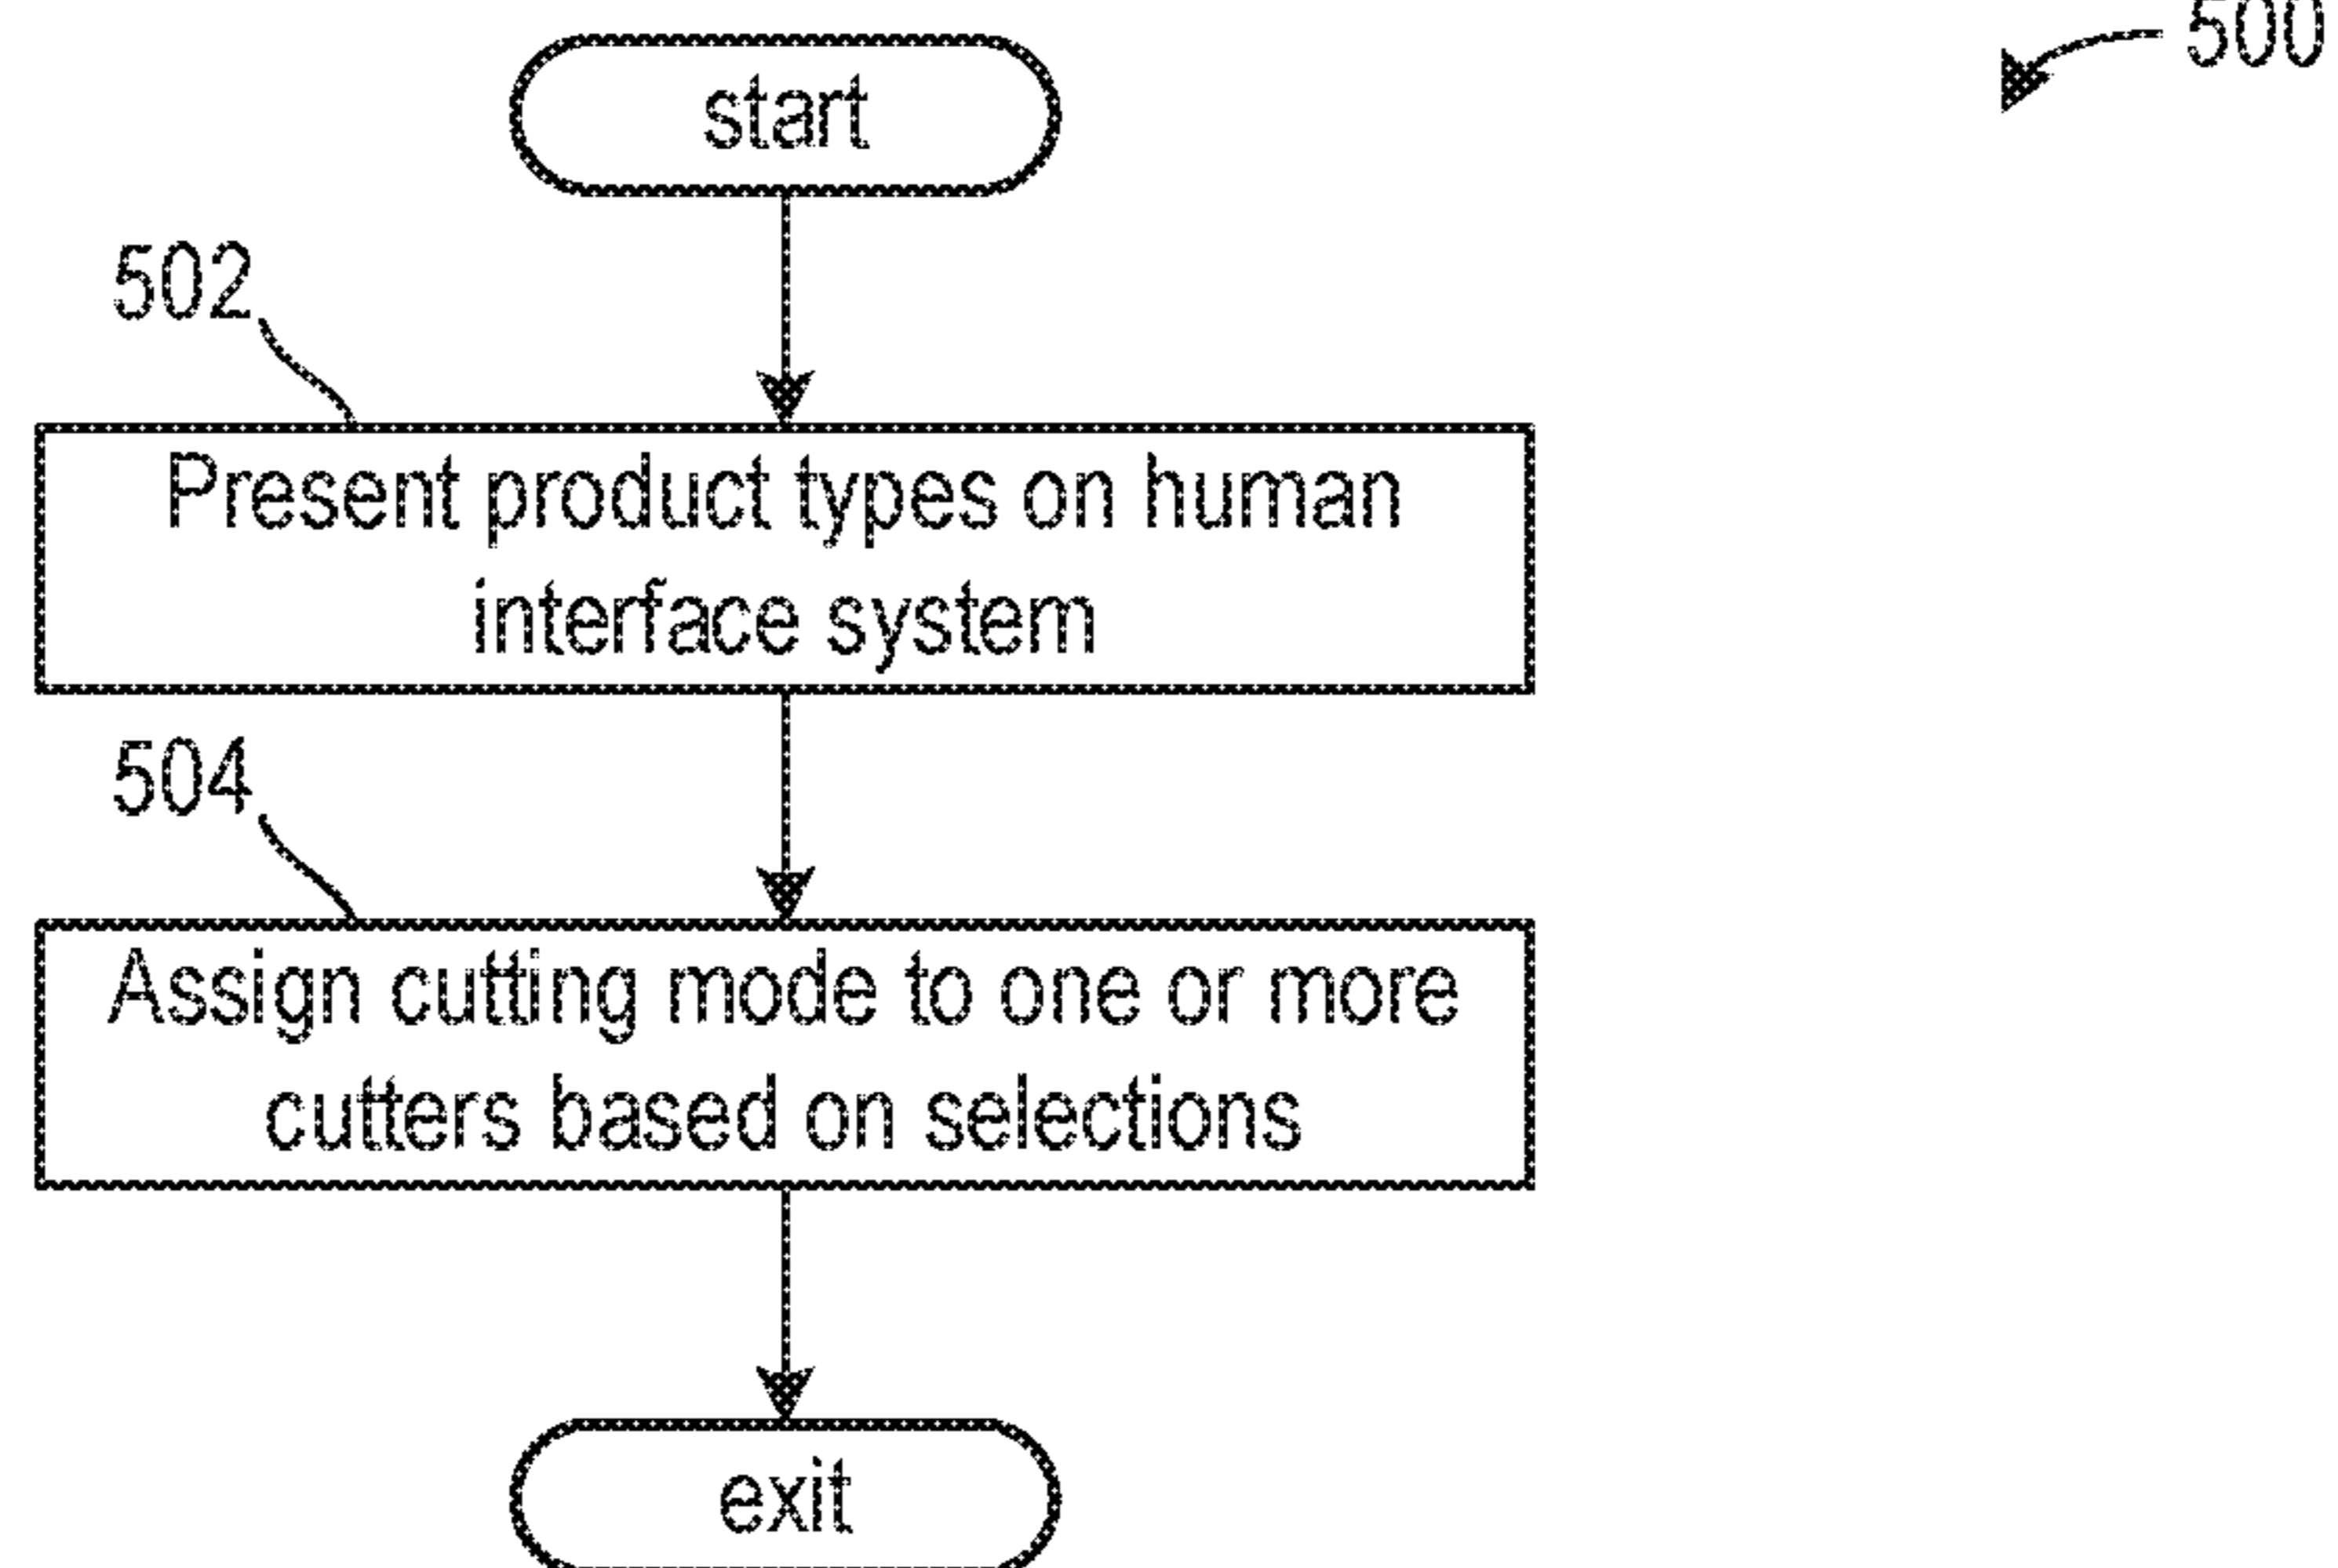 500
start
502
Present product types on human
interface system
504
Assign cutting mode to one or more
cutters based on selections
exit